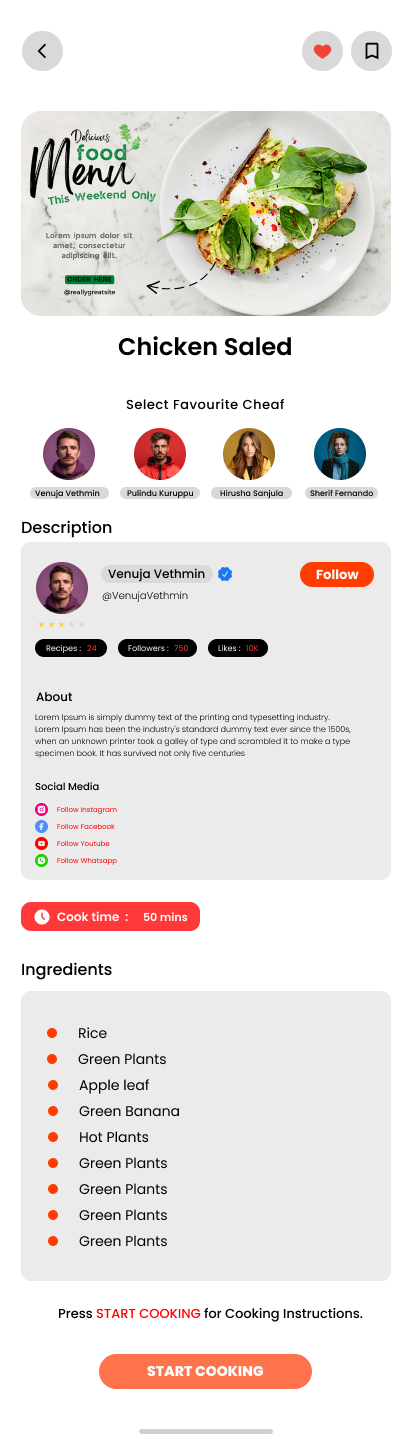 Delicious
food
Menu
This Weekend Only
Lorem ipsum dolor sit
amet, consectetur
adipiscing elit.
ORDER HERE
@reallygreatsite
Chicken Saled
Select Favourite Cheaf
Venuja Vethmin
Pulindu Kuruppu
Hirusha Sanjula
Sherif Fernando
Description
Venuja Vethmin
Follow
@VenujaVethmin
Recipes : 24
Followers : 750
Likes : 10K
About
Lorem Ipsum is simply dummy text of the printing and typesetting industry.
Lorem Ipsum has been the industry's standard dummy text ever since the 1500s,
when an unknown printer took a galley of type and scrambled it to make a type
specimen book. It has survived not only five centuries
Social Media
Follow Instagram
Follow Facebook
Follow Youtube
Follow Whatsapp
Cook time : 50 mins
Ingredients
Rice
Green Plants
Apple leaf
Green Banana
Hot Plants
Green Plants
Green Plants
Green Plants
Green Plants
Press START COOKING for Cooking Instructions.
START COOKING